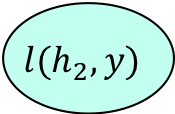 l(h₂, y)